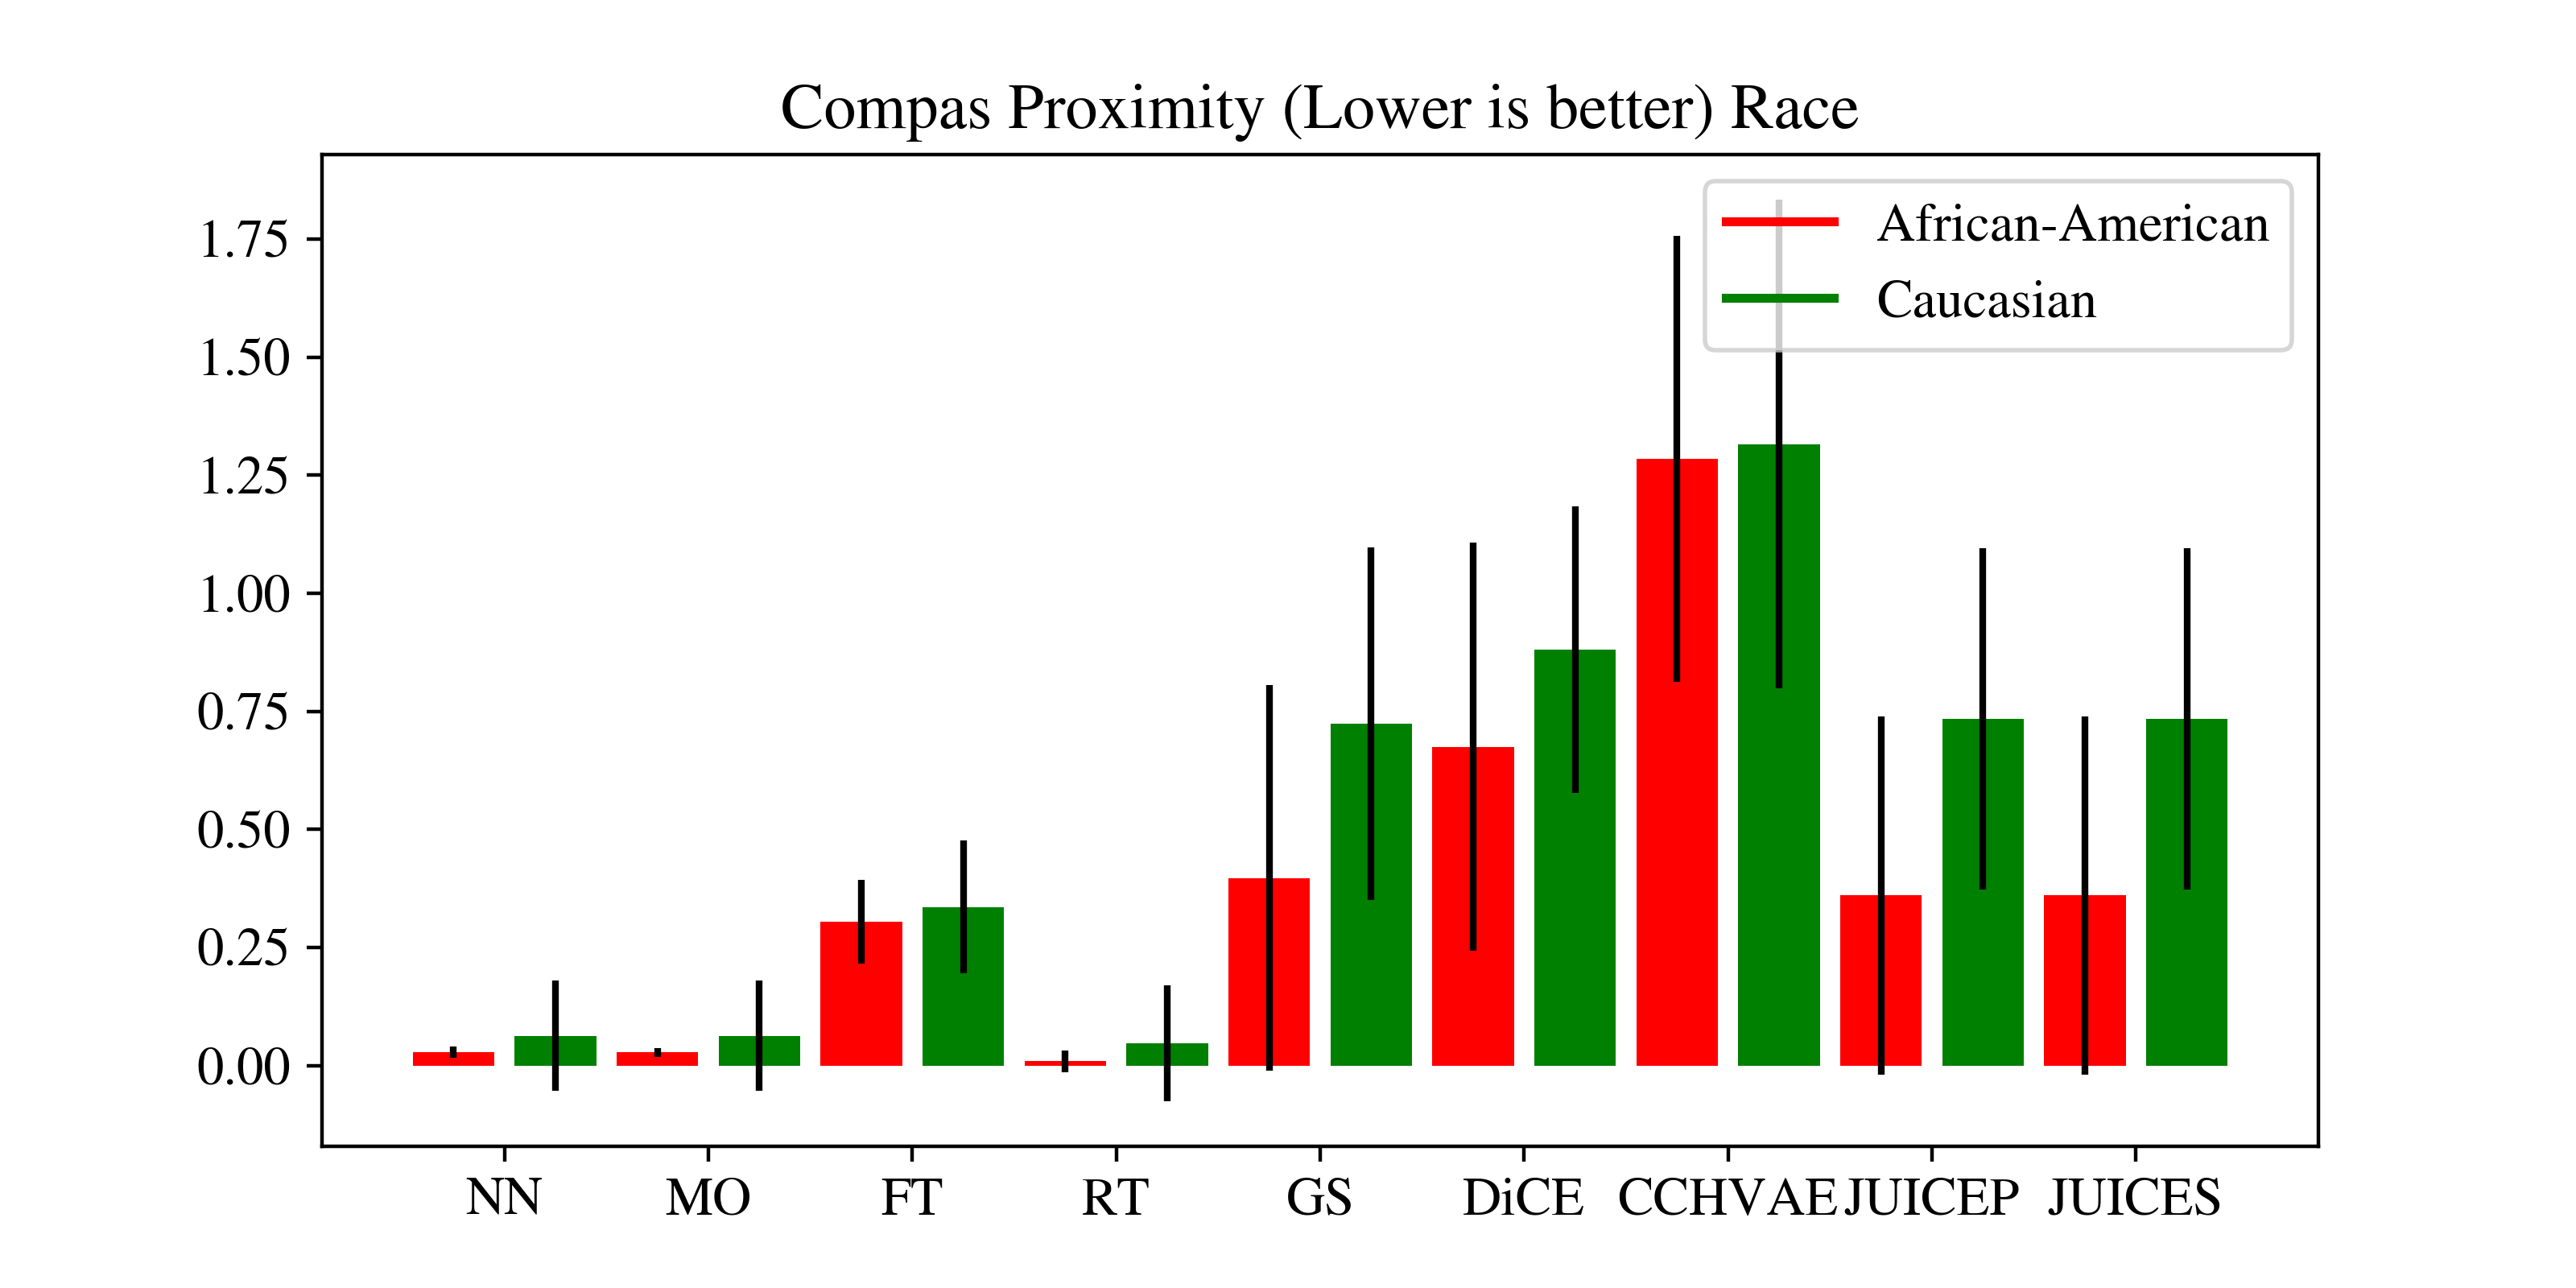 Compas Proximity (Lower is better) Race
African-American
Caucasian
1.75
1.50
1.25
1.00
0.75
0.50
0.25
0.00
NN MO FT RT GS DiCE CCHVAE JUICEP JUICES